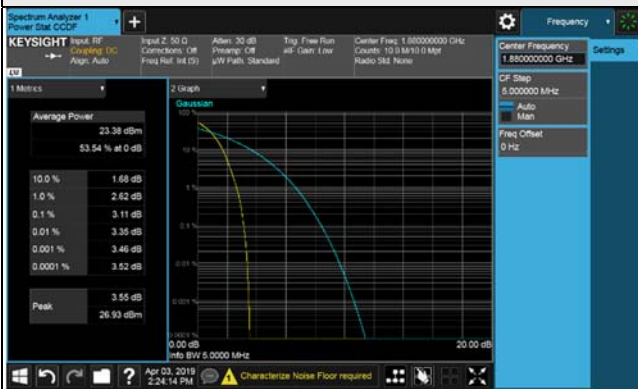 Spectrum Analyzer 1
Power Stat CCDF
Frequency
KEYSIGHT
Input: RF
Coupling: DC
Align: Auto
Input Z: 50 Ω
Corrections: Off
Freq Ref: Int (S)
Atten: 30 dB
Preamp: Off
µW Path: Standard
Trig: Free Run
#IF Gain: Low
Center Freq: 1.880000000 GHz
Counts: 10.0 M/10.0 Mpt
Radio Std: None
Center Frequency
1.880000000 GHz
Settings
CF Step
5.000000 MHz
Auto
Man
Freq Offset
0 Hz
1 Metrics
2 Graph
Average Power
23.38 dBm
53.54 % at 0 dB
10.0 % 1.68 dB
1.0 % 2.62 dB
0.1 % 3.11 dB
0.01 % 3.35 dB
0.001 % 3.46 dB
0.0001 % 3.52 dB
Peak
3.55 dB
26.93 dBm
Gaussian
100 %
10 %
1 %
0.1 %
0.01 %
0.001 %
0.0001 %
0.00 dB
20.00 dB
Info BW 5.0000 MHz
Apr 03, 2019
2:24:14 PM
Characterize Noise Floor required